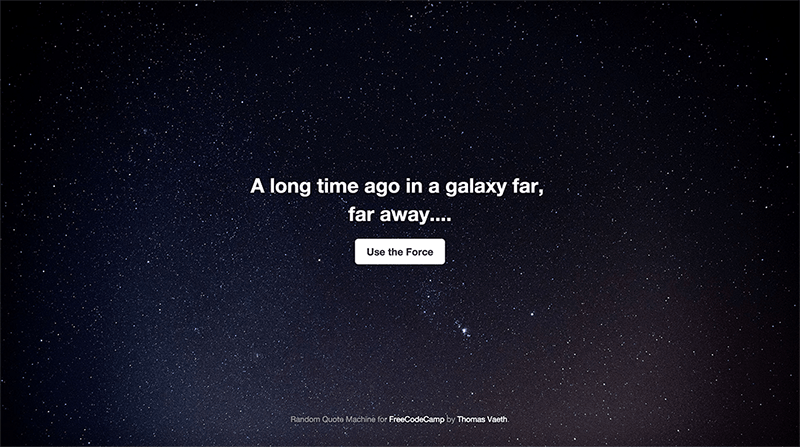 A long time ago in a galaxy far,
far away....
Use the Force
Random Quote Machine for FreeCodeCamp by Thomas Vaeth.